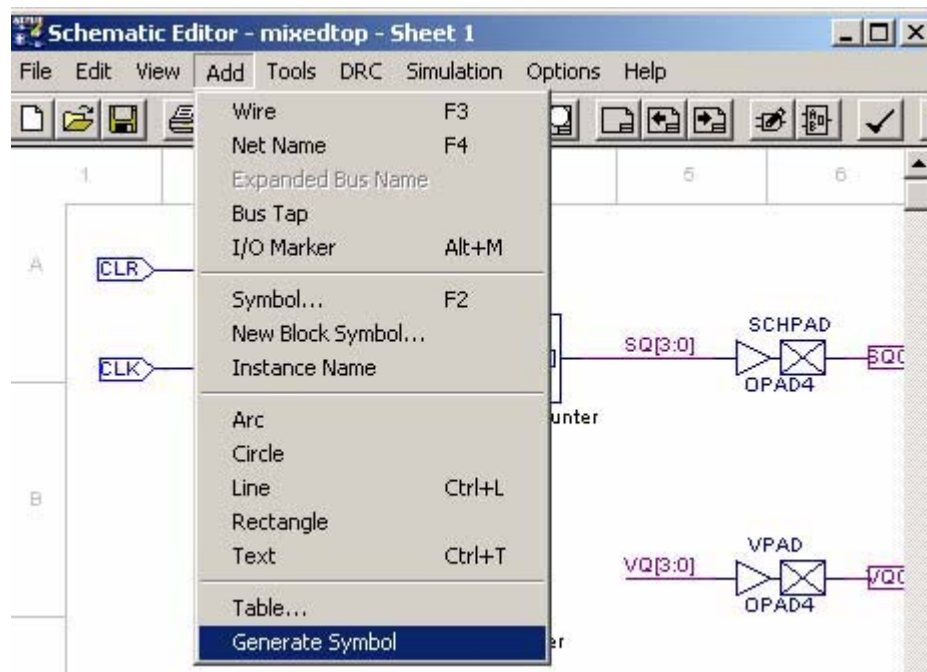 Schematic Editor - mixedtop - Sheet 1
File Edit View Add Tools DRC Simulation Options Help
Wire F3
Net Name F4
Expanded Bus Name
Bus Tap
I/O Marker Alt+M
Symbol... F2
New Block Symbol...
Instance Name
Arc
Circle
Line Ctrl+L
Rectangle
Text Ctrl+T
Table...
Generate Symbol
1 5 6
A
CLR
CLK
SQ[3:0]
SCHPAD
OPAD4
B
VQ[3:0]
VPAD
OPAD4